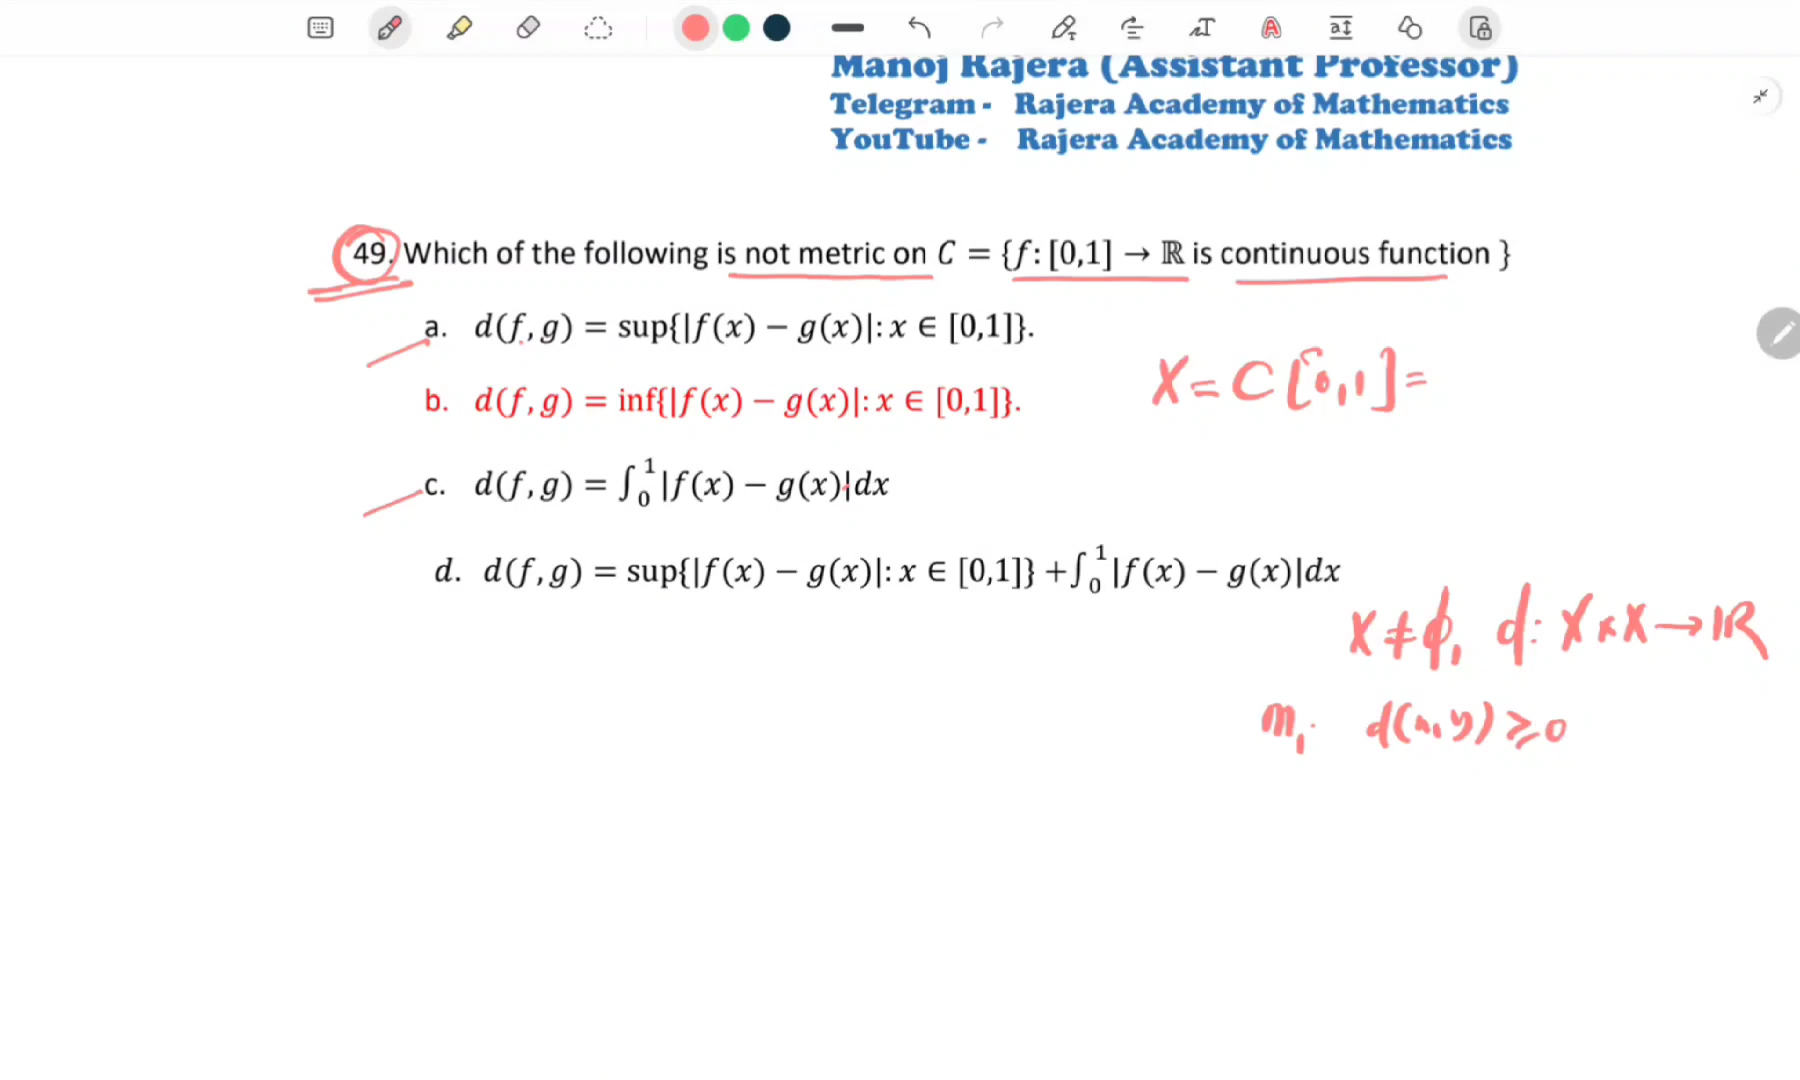 Manoj Rajera (Assistant Professor)
Telegram - Rajera Academy of Mathematics
YouTube - Rajera Academy of Mathematics
49. Which of the following is not metric on C = {f: [0,1] → ℝ is continuous function }
a. d(f, g) = sup{|f(x) − g(x)|: x ∈ [0,1]}.
X = C[0,1] =
b. d(f, g) = inf{|f(x) − g(x)|: x ∈ [0,1]}.
c. d(f, g) = ∫₀¹|f(x) − g(x)|dx
d. d(f, g) = sup{|f(x) − g(x)|: x ∈ [0,1]} +∫₀¹|f(x) − g(x)|dx
X ≠ ϕ, d: X × X → ℝ
m₁. d(x, y) ≥ 0